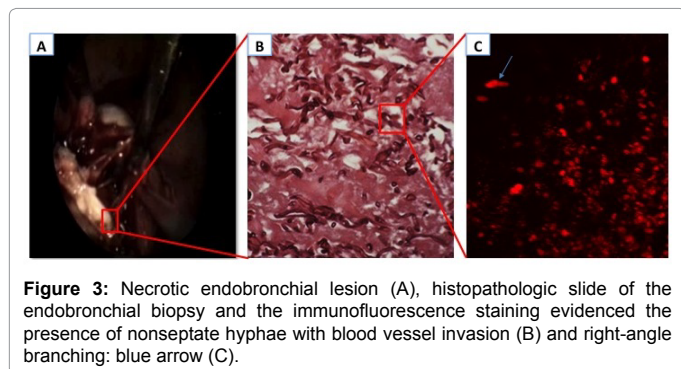 A B C
Figure 3: Necrotic endobronchial lesion (A), histopathologic slide of the
endobronchial biopsy and the immunofluorescence staining evidenced the
presence of nonseptate hyphae with blood vessel invasion (B) and right-angle
branching: blue arrow (C).